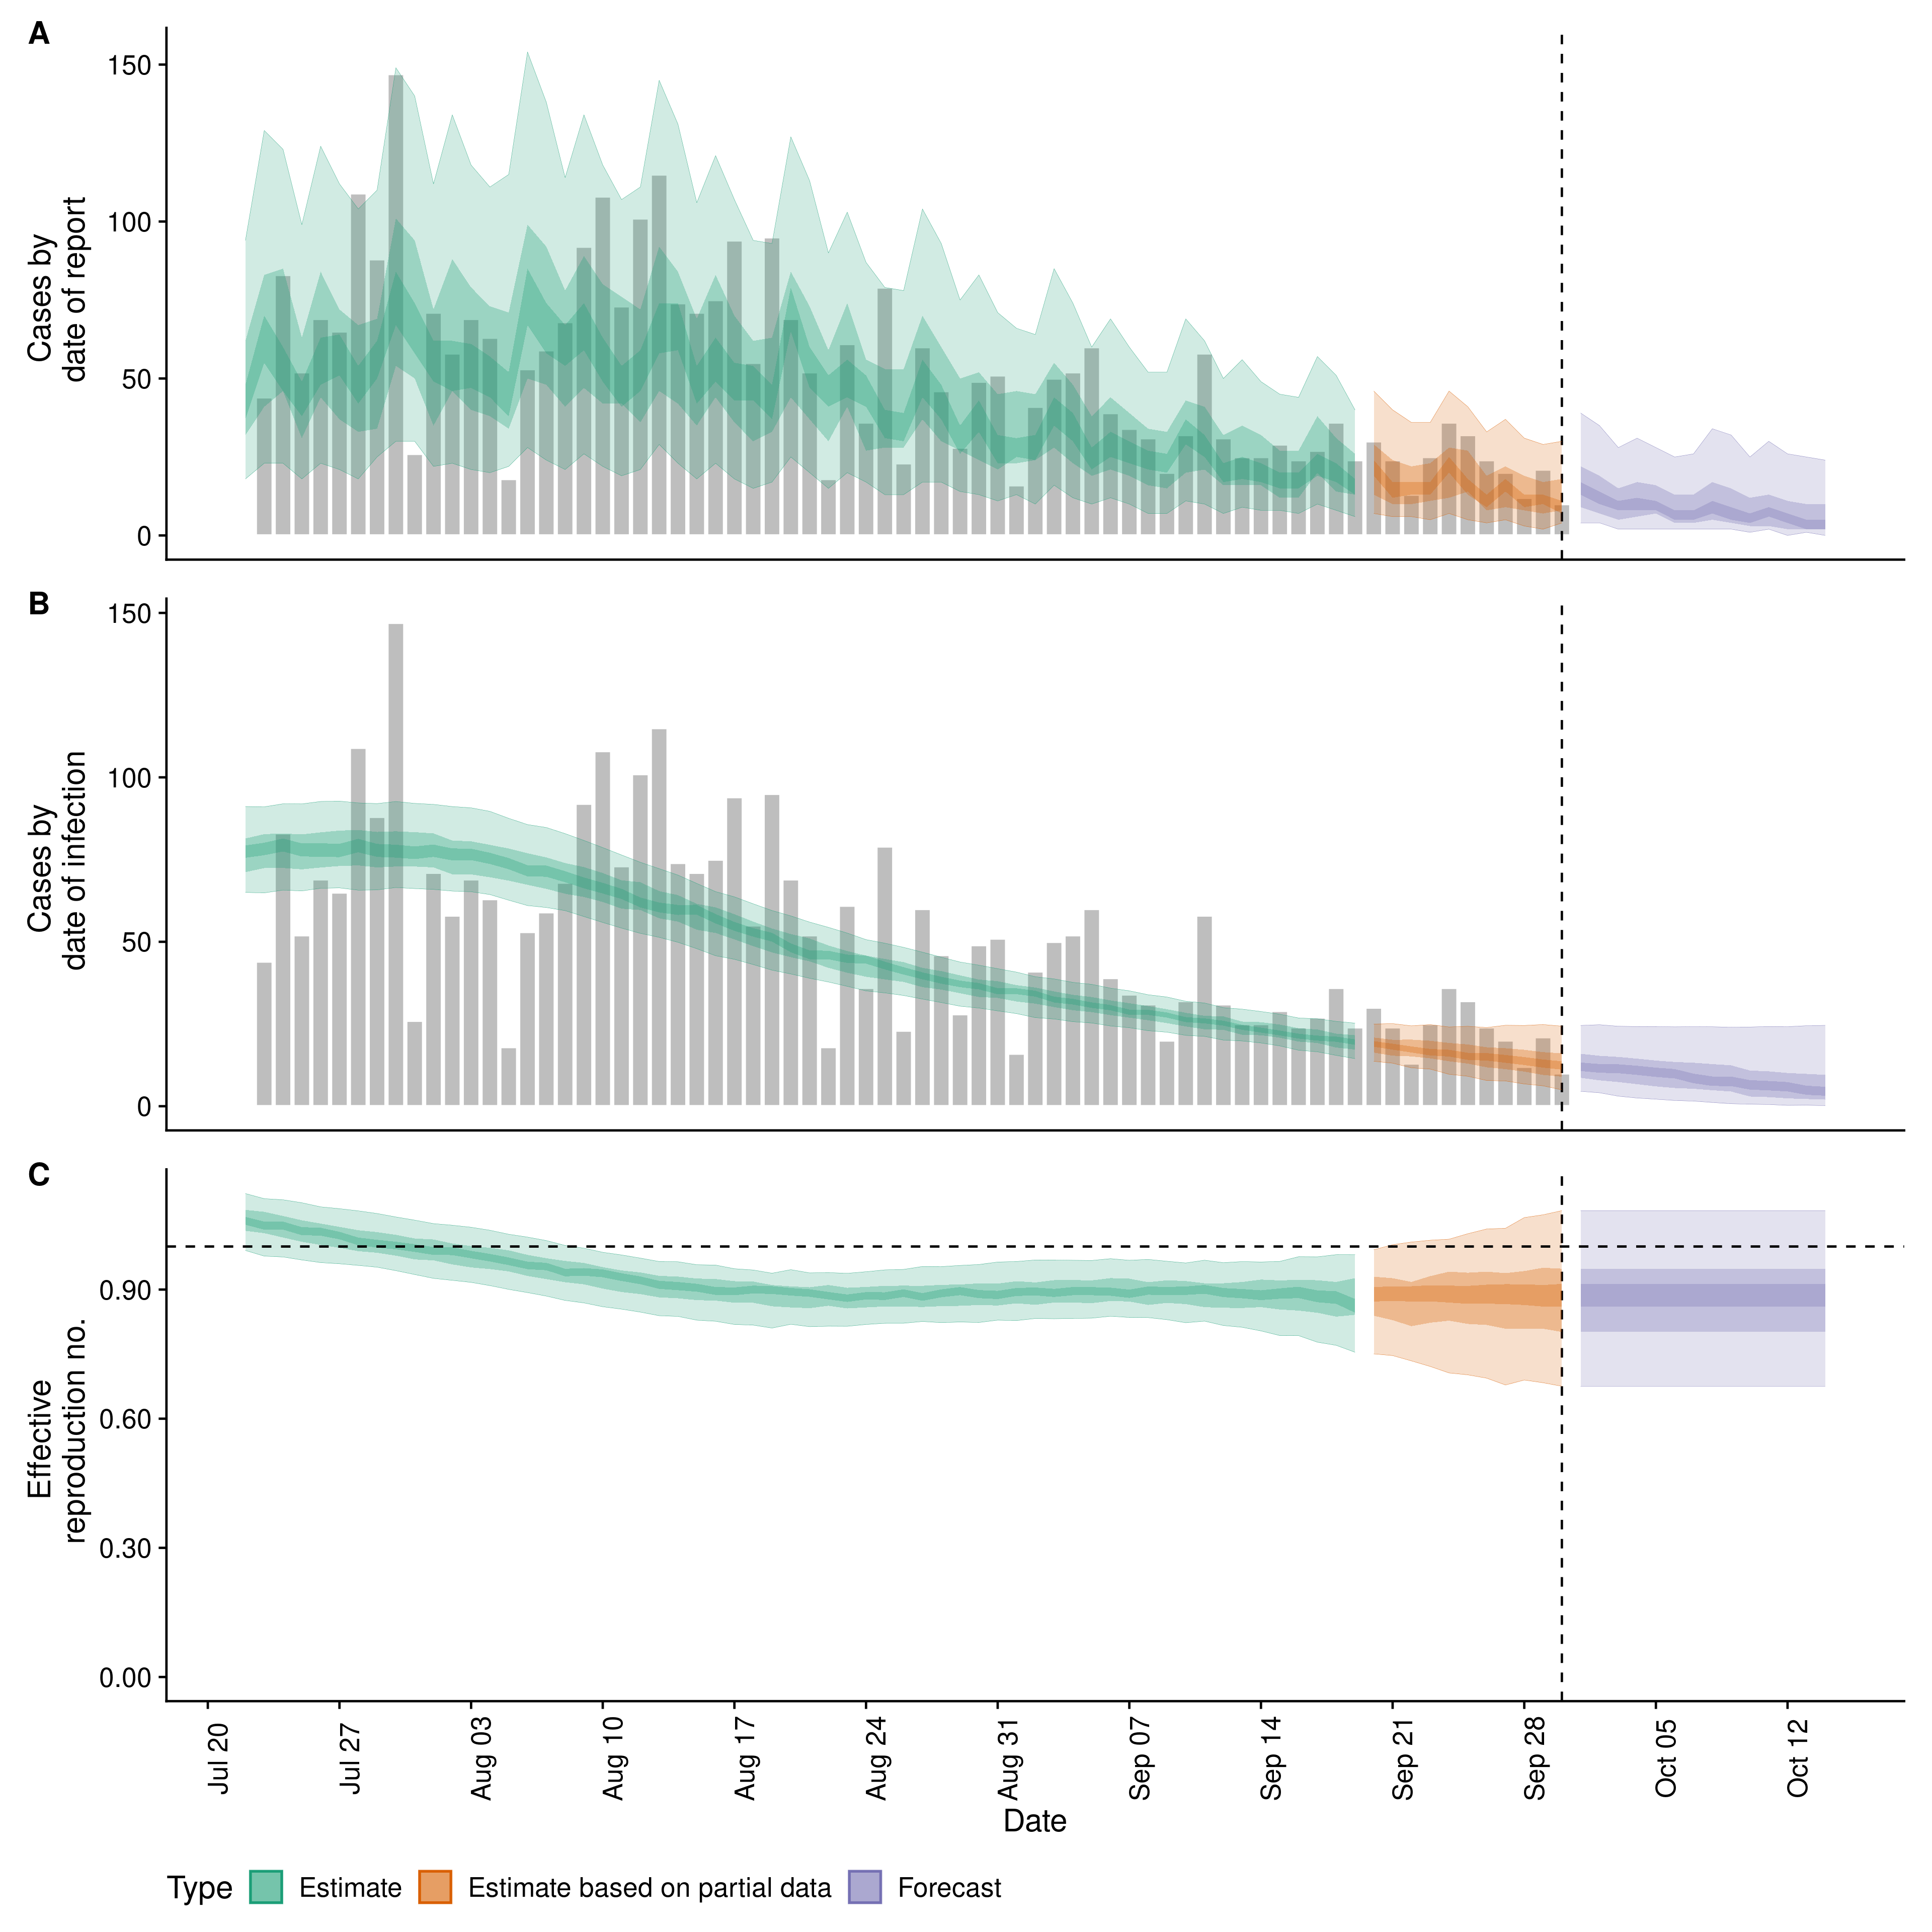 A
150
100
50
0
Cases by
date of report
B
150
100
50
0
Cases by
date of infection
C
0.90
0.60
0.30
0.00
Effective
reproduction no.
Jul 20
Jul 27
Aug 03
Aug 10
Aug 17
Aug 24
Aug 31
Sep 07
Sep 14
Sep 21
Sep 28
Oct 05
Oct 12
Date
Type Estimate Estimate based on partial data Forecast